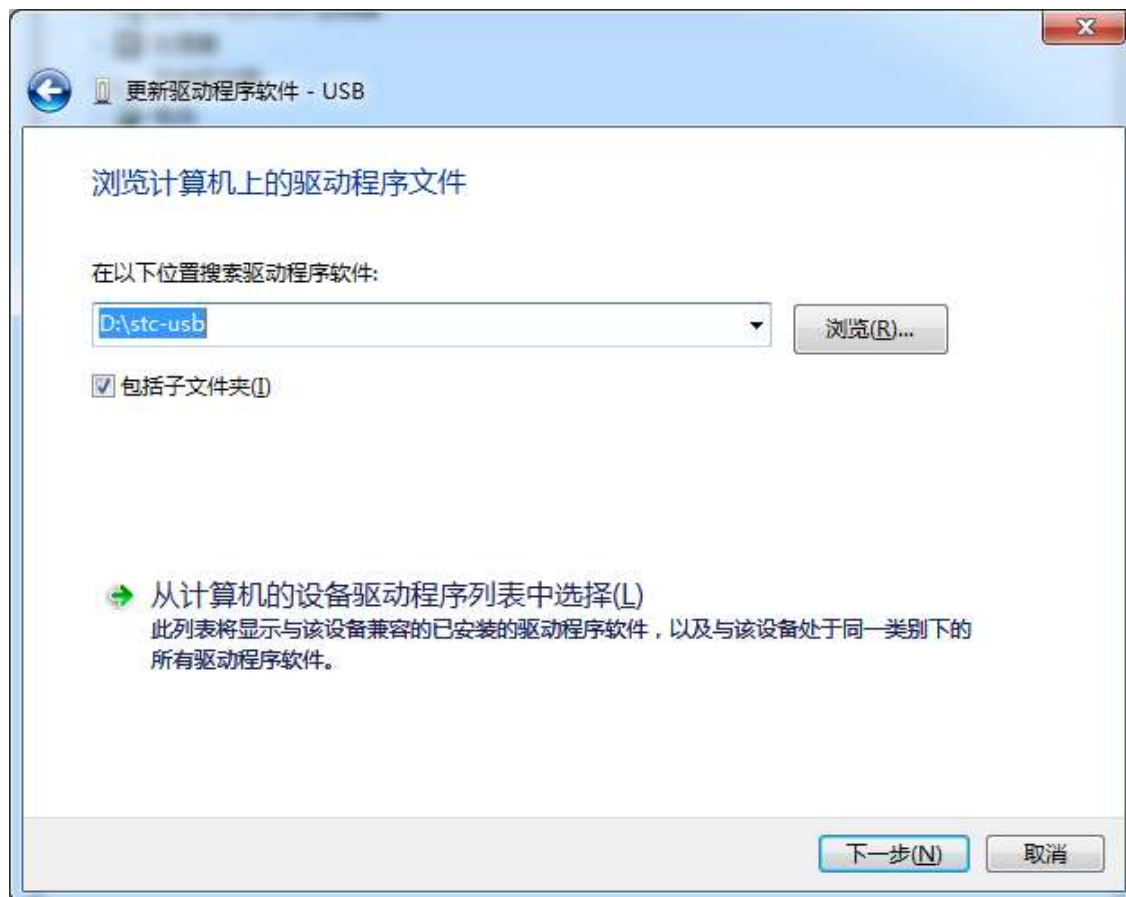 更新驱动程序软件 - USB
浏览计算机上的驱动程序文件
在以下位置搜索驱动程序软件:
D:\stc-usb
浏览(R)...
包括子文件夹(I)
从计算机的设备驱动程序列表中选择(L)
此列表将显示与该设备兼容的已安装的驱动程序软件，以及与该设备处于同一类别下的
所有驱动程序软件。
下一步(N)
取消